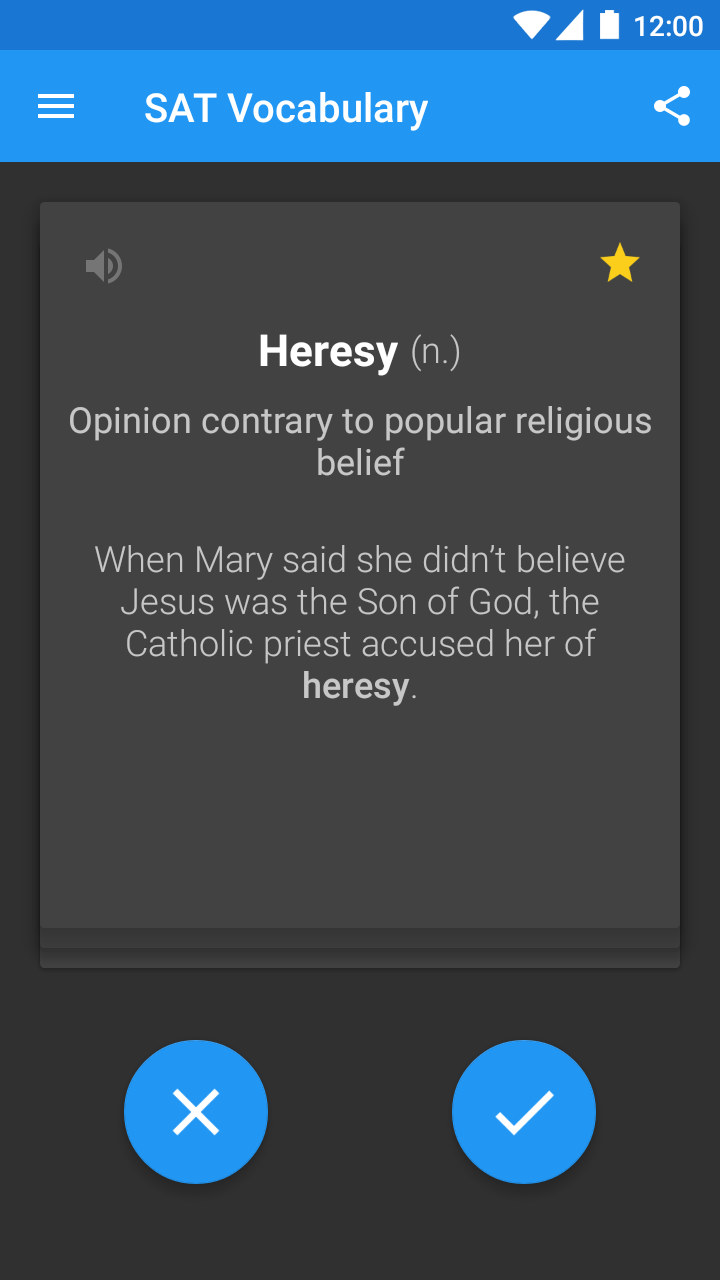 12:00
SAT Vocabulary
Heresy (n.)
Opinion contrary to popular religious
belief
When Mary said she didn’t believe
Jesus was the Son of God, the
Catholic priest accused her of
heresy.